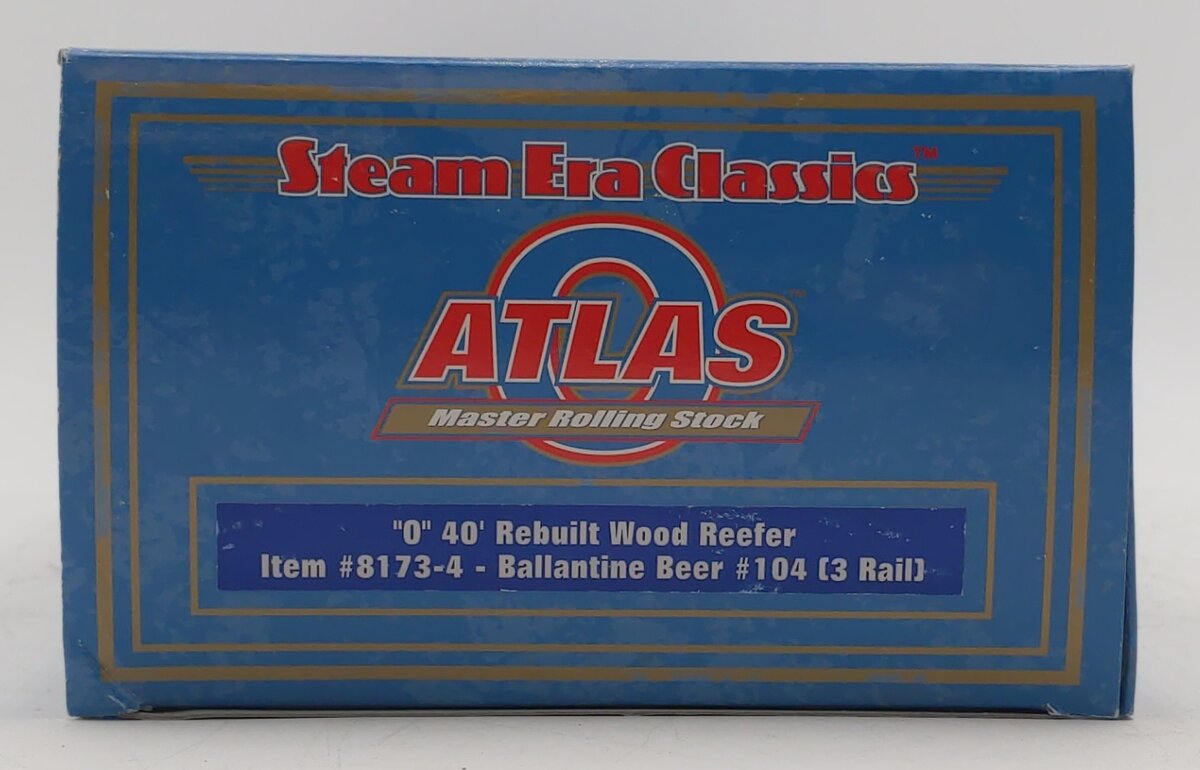 Steam Era Classics™
ATLAS™
O
Master Rolling Stock
"O" 40' Rebuilt Wood Reefer
Item #8173-4 - Ballantine Beer #104 (3 Rail)